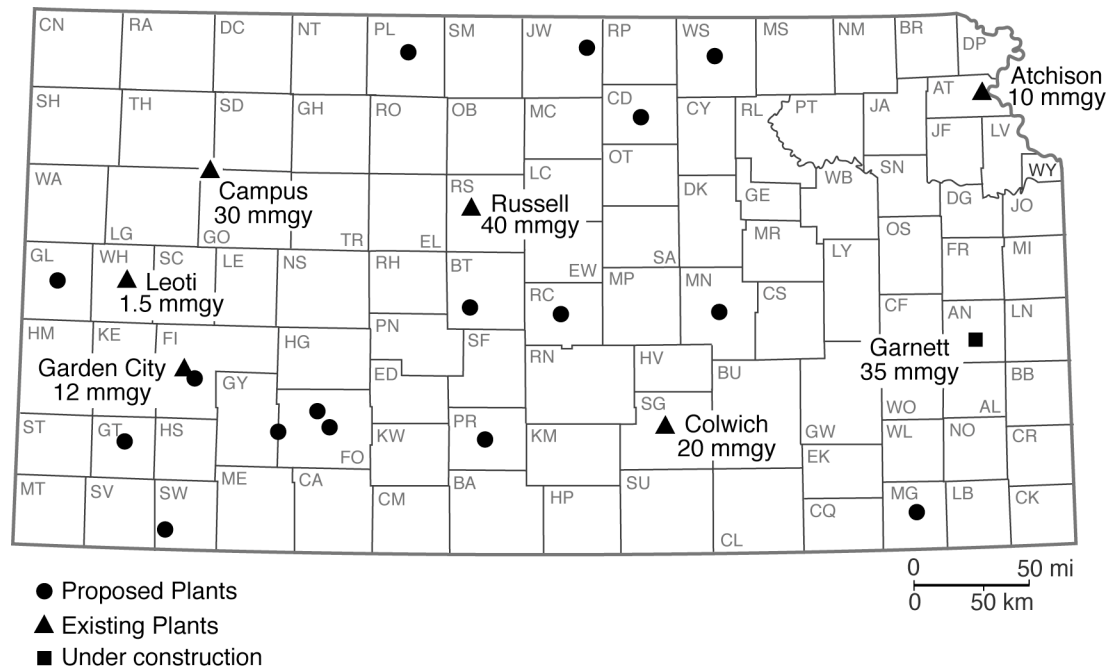 CN RA DC NT PL SM JW RP WS MS NM BR DP
Atchison
10 mmgy
SH TH SD GH RO OB MC CD CY RL PT JA AT
JF LV
WY
OT
WA LG GO TR EL RS LC DK GE WB SN DG JO
Campus
30 mmgy
Russell
40 mmgy
EW SA MR LY OS FR MI
GL WH SC LE NS RH BT RC MP MN CS CF AN LN
Leoti
1.5 mmgy
HM KE FI HG PN SF RN HV BU
Garnett
35 mmgy
Garden City
12 mmgy
GY ED WO AL BB
ST GT HS FO KW PR KM SG GW WL NO CR
Colwich
20 mmgy
EK
MT SV SW ME CA CM BA HP SU CL CQ MG LB CK
0 50 mi
0 50 km
Proposed Plants
Existing Plants
Under construction